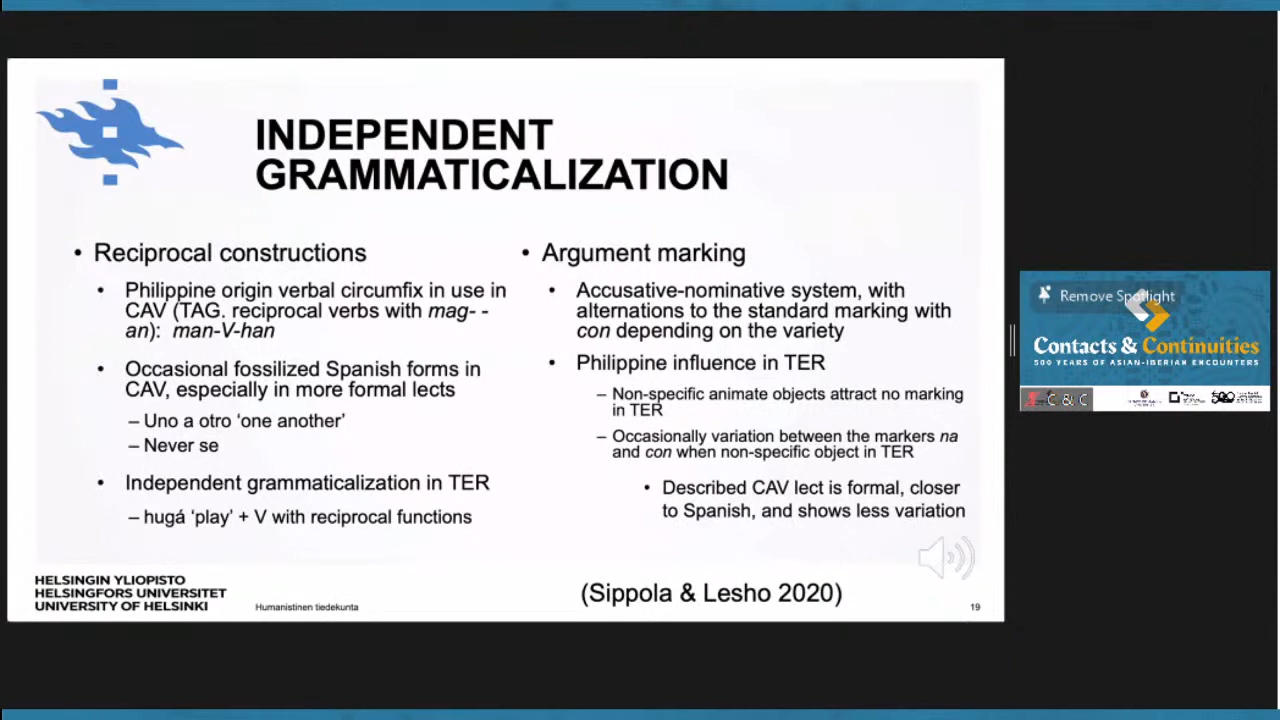 INDEPENDENT
GRAMMATICALIZATION
• Reciprocal constructions
• Philippine origin verbal circumfix in use in
CAV (TAG. reciprocal verbs with mag- -
an): man-V-han
• Occasional fossilized Spanish forms in
CAV, especially in more formal lects
– Uno a otro ‘one another’
– Never se
• Independent grammaticalization in TER
– hugá ‘play’ + V with reciprocal functions
• Argument marking
• Accusative-nominative system, with
alternations to the standard marking with
con depending on the variety
• Philippine influence in TER
– Non-specific animate objects attract no marking
in TER
– Occasionally variation between the markers na
and con when non-specific object in TER
• Described CAV lect is formal, closer
to Spanish, and shows less variation
(Sippola & Lesho 2020)
HELSINGIN YLIOPISTO
HELSINGFORS UNIVERSITET
UNIVERSITY OF HELSINKI
Humanistinen tiedekunta
19
Remove Spotlight
Contacts & Continuities
500 YEARS OF ASIAN-IBERIAN ENCOUNTERS
C & C